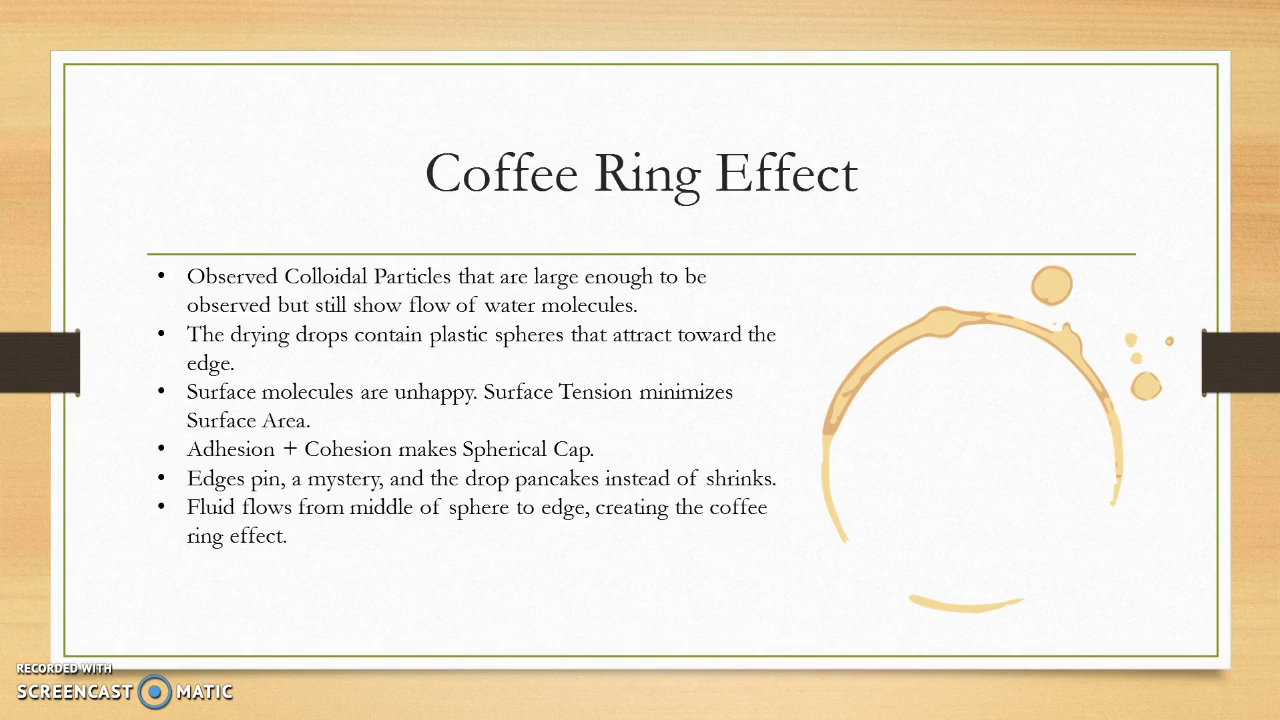 Coffee Ring Effect
• Observed Colloidal Particles that are large enough to be
observed but still show flow of water molecules.
• The drying drops contain plastic spheres that attract toward the
edge.
• Surface molecules are unhappy. Surface Tension minimizes
Surface Area.
• Adhesion + Cohesion makes Spherical Cap.
• Edges pin, a mystery, and the drop pancakes instead of shrinks.
• Fluid flows from middle of sphere to edge, creating the coffee
ring effect.
RECORDED WITH
SCREENCAST MATIC